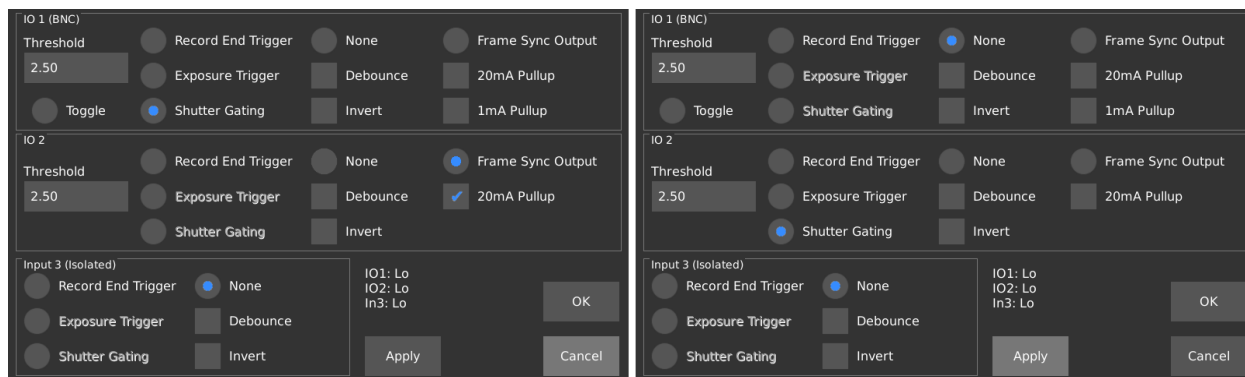 IO 1 (BNC)
Threshold
2.50
Record End Trigger
None
Frame Sync Output
Exposure Trigger
Debounce
20mA Pullup
Toggle
Shutter Gating
Invert
1mA Pullup
IO 2
Threshold
2.50
Record End Trigger
None
Frame Sync Output
Exposure Trigger
Debounce
20mA Pullup
Shutter Gating
Invert
Input 3 (Isolated)
Record End Trigger
None
Exposure Trigger
Debounce
Shutter Gating
Invert
IO1: Lo
IO2: Lo
In3: Lo
OK
Apply
Cancel
IO 1 (BNC)
Threshold
2.50
Record End Trigger
None
Frame Sync Output
Exposure Trigger
Debounce
20mA Pullup
Toggle
Shutter Gating
Invert
1mA Pullup
IO 2
Threshold
2.50
Record End Trigger
None
Frame Sync Output
Exposure Trigger
Debounce
20mA Pullup
Shutter Gating
Invert
Input 3 (Isolated)
Record End Trigger
None
Exposure Trigger
Debounce
Shutter Gating
Invert
IO1: Lo
IO2: Lo
In3: Lo
OK
Apply
Cancel